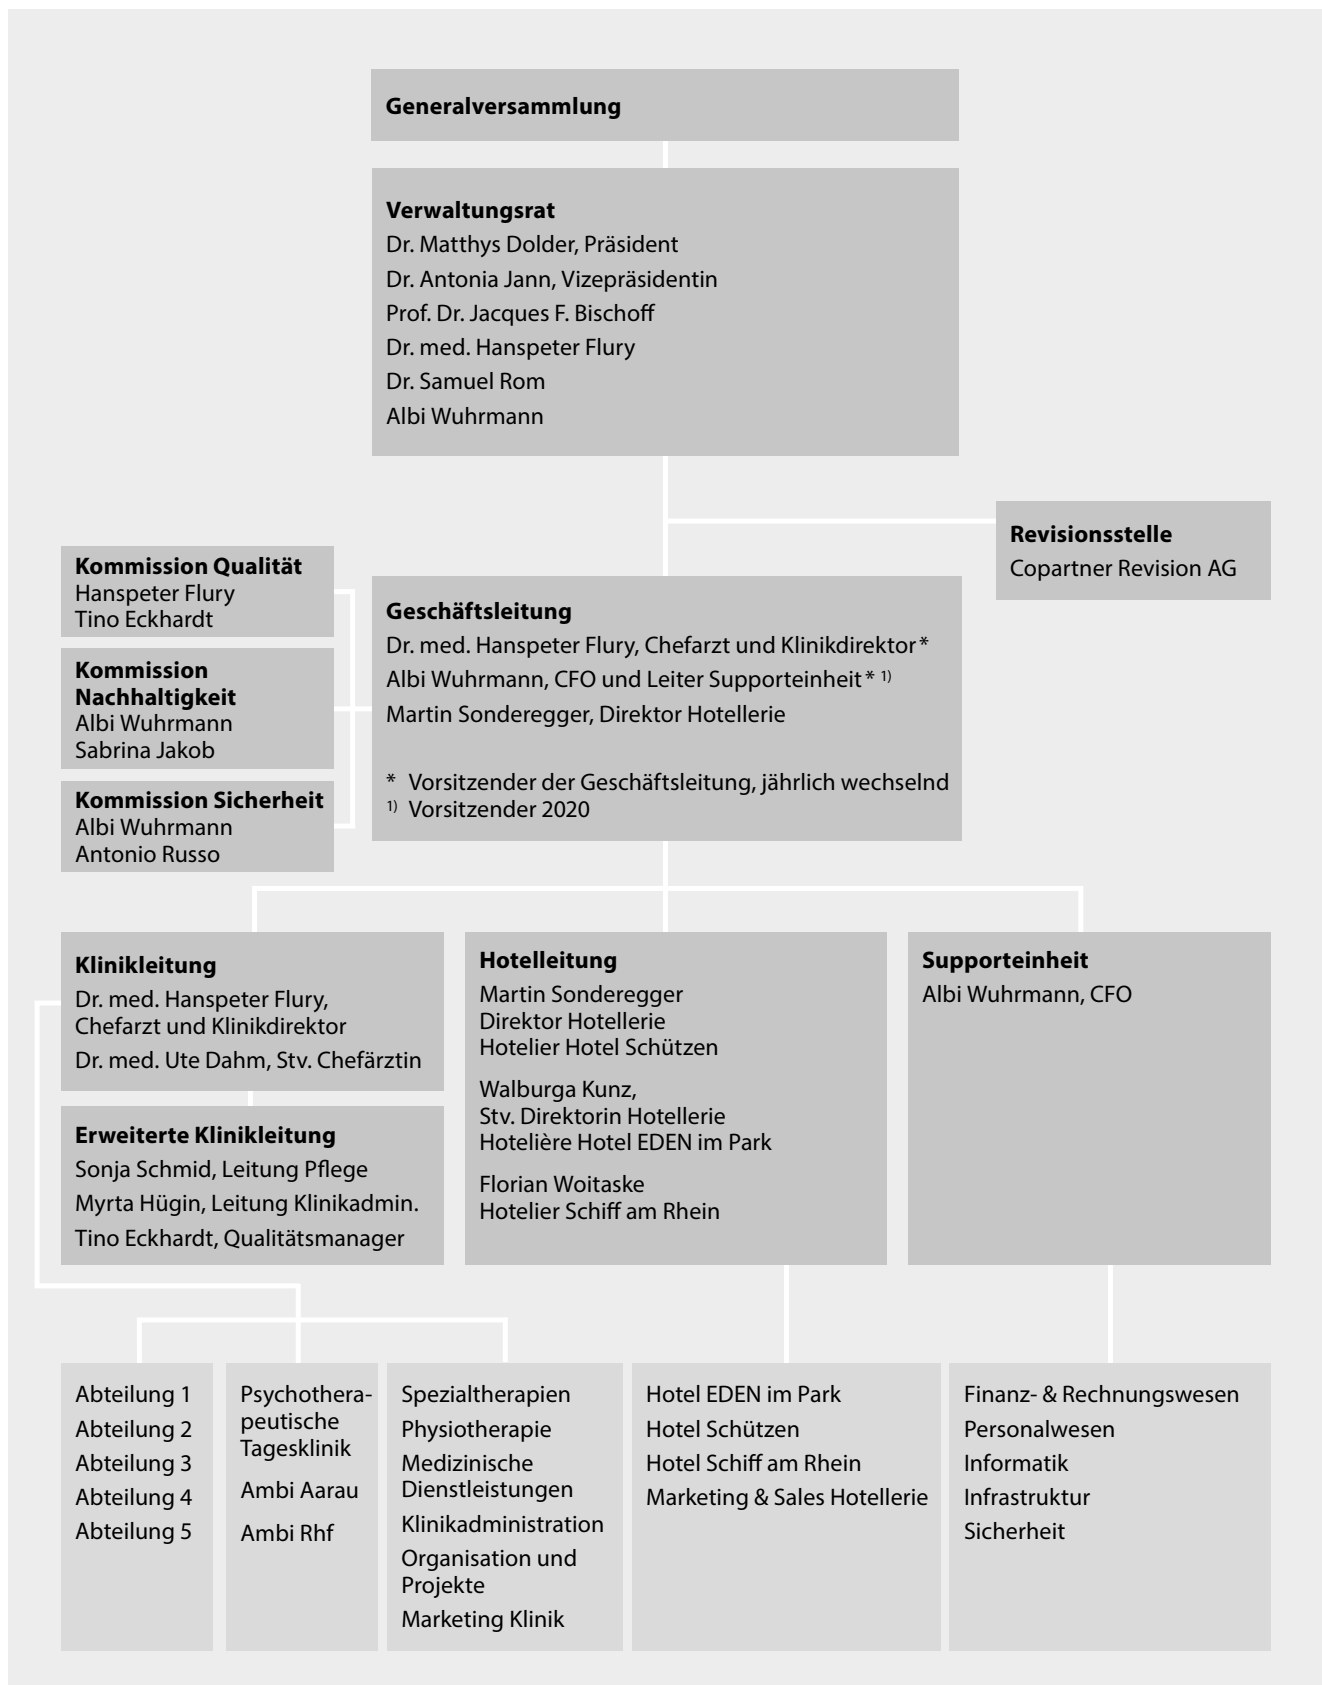 Generalversammlung
Verwaltungsrat
Dr. Matthys Dolder, Präsident
Dr. Antonia Jann, Vizepräsidentin
Prof. Dr. Jacques F. Bischoff
Dr. med. Hanspeter Flury
Dr. Samuel Rom
Albi Wuhrmann
Revisionsstelle
Copartner Revision AG
Kommission Qualität
Hanspeter Flury
Tino Eckhardt
Kommission
Nachhaltigkeit
Albi Wuhrmann
Sabrina Jakob
Kommission Sicherheit
Albi Wuhrmann
Antonio Russo
Geschäftsleitung
Dr. med. Hanspeter Flury, Chefarzt und Klinikdirektor *
Albi Wuhrmann, CFO und Leiter Supporteinheit * 1)
Martin Sonderegger, Direktor Hotellerie
* Vorsitzender der Geschäftsleitung, jährlich wechselnd
1) Vorsitzender 2020
Klinikleitung
Dr. med. Hanspeter Flury,
Chefarzt und Klinikdirektor
Dr. med. Ute Dahm, Stv. Chefärztin
Erweiterte Klinikleitung
Sonja Schmid, Leitung Pflege
Myrta Hügin, Leitung Klinikadmin.
Tino Eckhardt, Qualitätsmanager
Hotelleitung
Martin Sonderegger
Direktor Hotellerie
Hotelier Hotel Schützen
Walburga Kunz,
Stv. Direktorin Hotellerie
Hotelière Hotel EDEN im Park
Florian Woitaske
Hotelier Schiff am Rhein
Supporteinheit
Albi Wuhrmann, CFO
Abteilung 1
Abteilung 2
Abteilung 3
Abteilung 4
Abteilung 5
Psychothera-
peutische
Tagesklinik
Ambi Aarau
Ambi Rhf
Spezialtherapien
Physiotherapie
Medizinische
Dienstleistungen
Klinikadministration
Organisation und
Projekte
Marketing Klinik
Hotel EDEN im Park
Hotel Schützen
Hotel Schiff am Rhein
Marketing & Sales Hotellerie
Finanz- & Rechnungswesen
Personalwesen
Informatik
Infrastruktur
Sicherheit